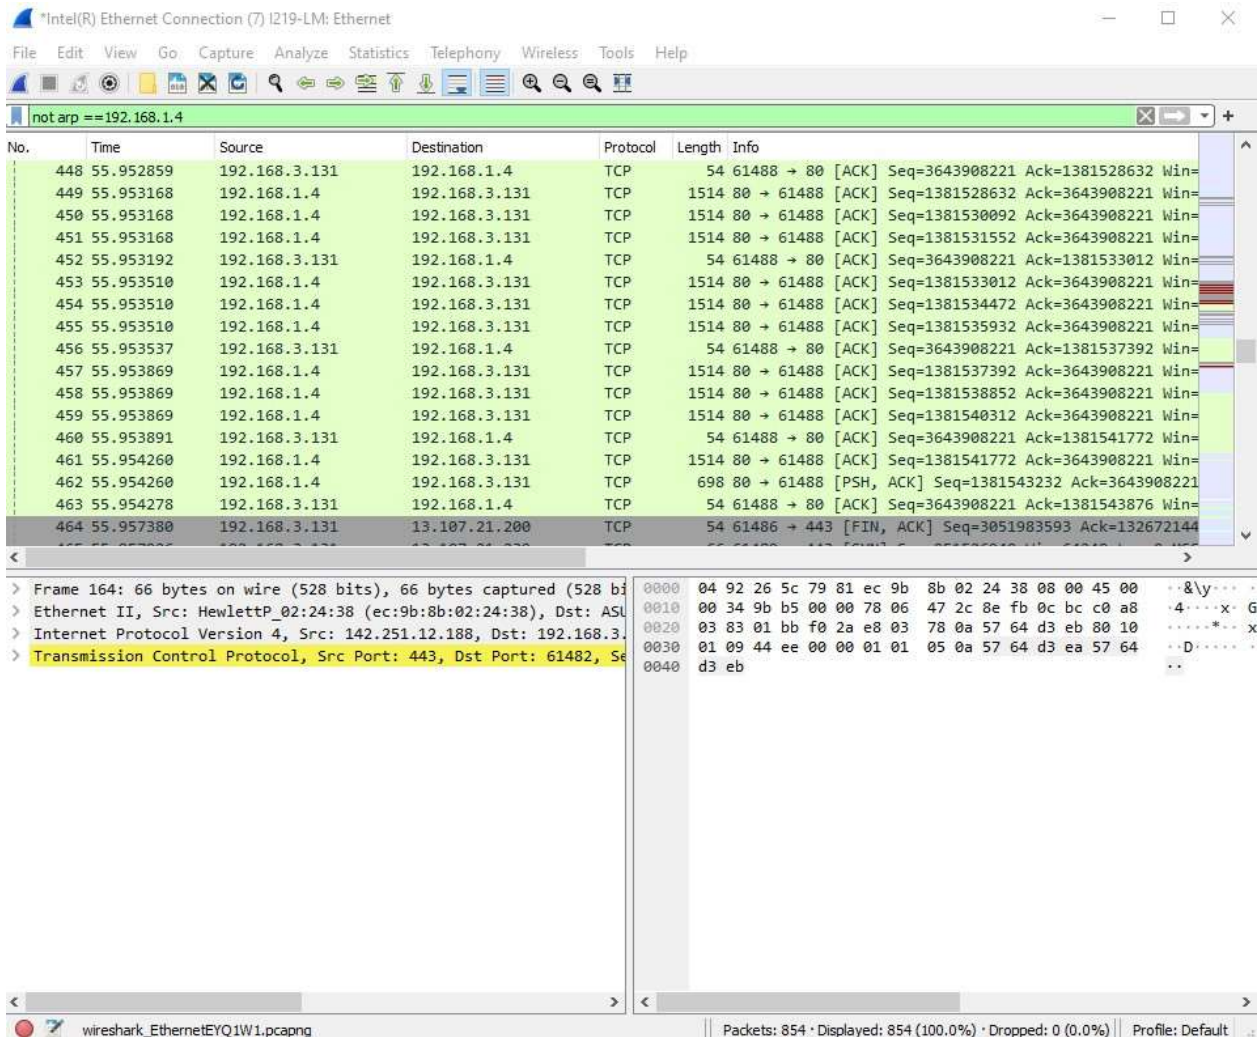 *Intel(R) Ethernet Connection (7) I219-LM: Ethernet
File Edit View Go Capture Analyze Statistics Telephony Wireless Tools Help
not arp ==192.168.1.4
No. Time Source Destination Protocol Length Info
448 55.952859 192.168.3.131 192.168.1.4 TCP 54 61488 → 80 [ACK] Seq=3643908221 Ack=1381528632 Win=
449 55.953168 192.168.1.4 192.168.3.131 TCP 1514 80 → 61488 [ACK] Seq=1381528632 Ack=3643908221 Win=
450 55.953168 192.168.1.4 192.168.3.131 TCP 1514 80 → 61488 [ACK] Seq=1381530092 Ack=3643908221 Win=
451 55.953168 192.168.1.4 192.168.3.131 TCP 1514 80 → 61488 [ACK] Seq=1381531552 Ack=3643908221 Win=
452 55.953192 192.168.3.131 192.168.1.4 TCP 54 61488 → 80 [ACK] Seq=3643908221 Ack=1381533012 Win=
453 55.953510 192.168.1.4 192.168.3.131 TCP 1514 80 → 61488 [ACK] Seq=1381533012 Ack=3643908221 Win=
454 55.953510 192.168.1.4 192.168.3.131 TCP 1514 80 → 61488 [ACK] Seq=1381534472 Ack=3643908221 Win=
455 55.953510 192.168.1.4 192.168.3.131 TCP 1514 80 → 61488 [ACK] Seq=1381535932 Ack=3643908221 Win=
456 55.953537 192.168.3.131 192.168.1.4 TCP 54 61488 → 80 [ACK] Seq=3643908221 Ack=1381537392 Win=
457 55.953869 192.168.1.4 192.168.3.131 TCP 1514 80 → 61488 [ACK] Seq=1381537392 Ack=3643908221 Win=
458 55.953869 192.168.1.4 192.168.3.131 TCP 1514 80 → 61488 [ACK] Seq=1381538852 Ack=3643908221 Win=
459 55.953869 192.168.1.4 192.168.3.131 TCP 1514 80 → 61488 [ACK] Seq=1381540312 Ack=3643908221 Win=
460 55.953891 192.168.3.131 192.168.1.4 TCP 54 61488 → 80 [ACK] Seq=3643908221 Ack=1381541772 Win=
461 55.954260 192.168.1.4 192.168.3.131 TCP 1514 80 → 61488 [ACK] Seq=1381541772 Ack=3643908221 Win=
462 55.954260 192.168.1.4 192.168.3.131 TCP 698 80 → 61488 [PSH, ACK] Seq=1381543232 Ack=3643908221
463 55.954278 192.168.3.131 192.168.1.4 TCP 54 61488 → 80 [ACK] Seq=3643908221 Ack=1381543876 Win=
464 55.957380 192.168.3.131 13.107.21.200 TCP 54 61486 → 443 [FIN, ACK] Seq=3051983593 Ack=132672144
Frame 164: 66 bytes on wire (528 bits), 66 bytes captured (528 bi
Ethernet II, Src: HewlettP_02:24:38 (ec:9b:8b:02:24:38), Dst: ASU
Internet Protocol Version 4, Src: 142.251.12.188, Dst: 192.168.3.
Transmission Control Protocol, Src Port: 443, Dst Port: 61482, Se
0000 04 92 26 5c 79 81 ec 9b 8b 02 24 38 08 00 45 00 ··&\y···
0010 00 34 9b b5 00 00 78 06 47 2c 8e fb 0c bc c0 a8 ·4····x· G
0020 03 83 01 bb f0 2a e8 03 78 0a 57 64 d3 eb 80 10 ·····*·· x
0030 01 09 44 ee 00 00 01 01 05 0a 57 64 d3 ea 57 64 ··D·····
0040 d3 eb ··
wireshark_EthernetEYQ1W1.pcapng Packets: 854 · Displayed: 854 (100.0%) · Dropped: 0 (0.0%) Profile: Default